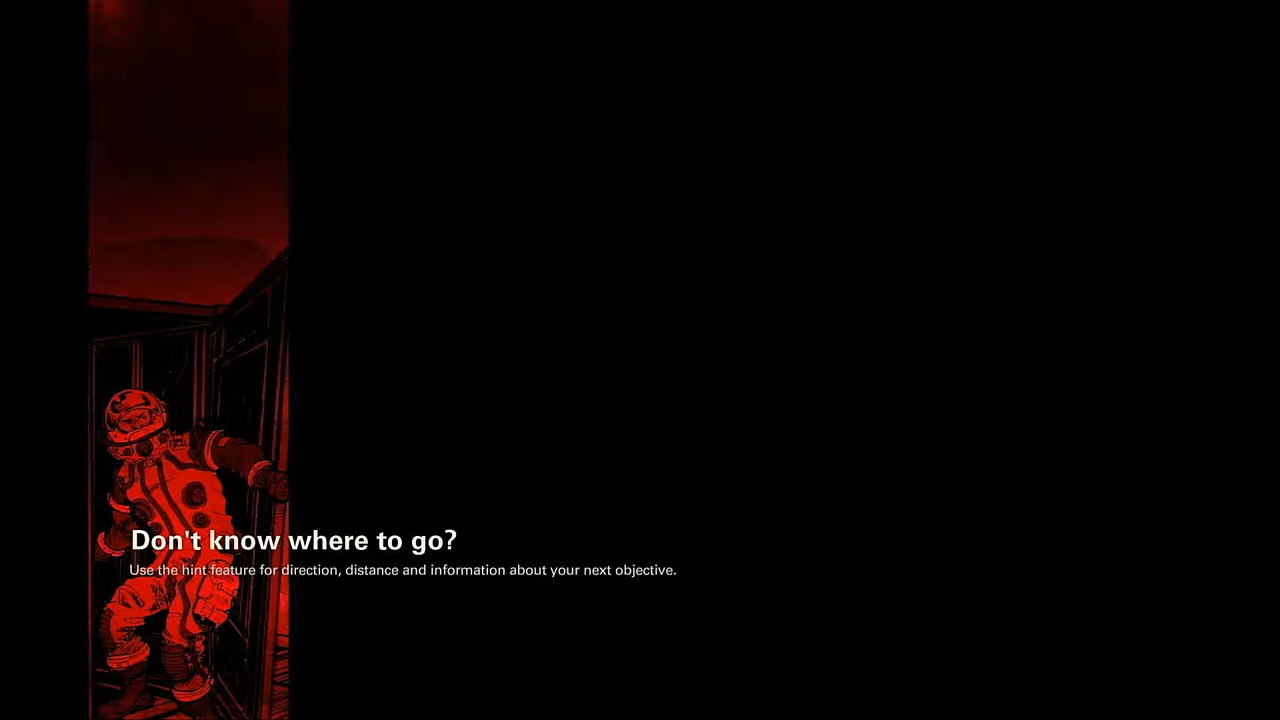 Don't know where to go?
Use the hint feature for direction, distance and information about your next objective.